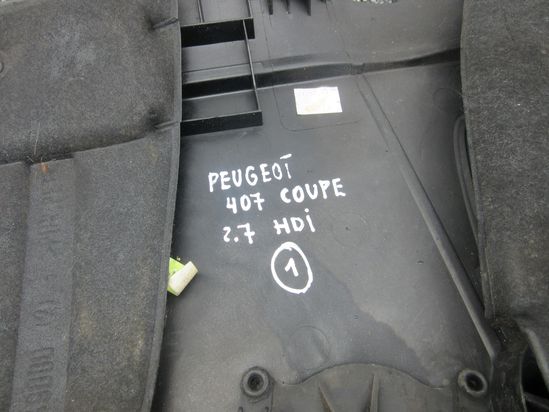 PEUGEOT
407 COUPE
2.7 HDi
1